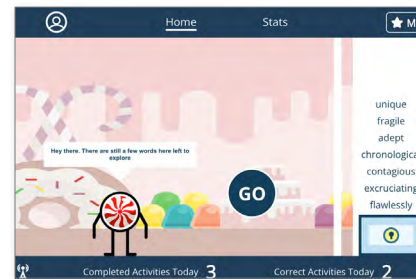 Home Stats M
Hey there. There are still a few words here left to
explore
GO
unique
fragile
adept
contagious
flawlessly
Completed Activities Today 3 Correct Activities Today 2